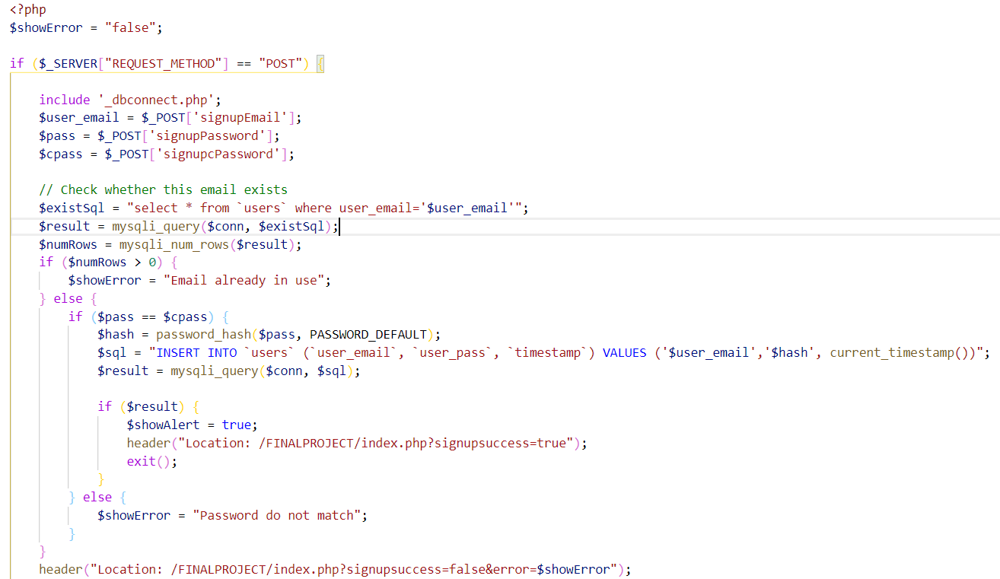 <?php
$showError = "false";
if ($_SERVER["REQUEST_METHOD"] == "POST") {
include '_dbconnect.php';
$user_email = $_POST['signupEmail'];
$pass = $_POST['signupPassword'];
$cpass = $_POST['signupcPassword'];
// Check whether this email exists
$existSql = "select * from `users` where user_email='$user_email'";
$result = mysqli_query($conn, $existSql);
$numRows = mysqli_num_rows($result);
if ($numRows > 0) {
$showError = "Email already in use";
} else {
if ($pass == $cpass) {
$hash = password_hash($pass, PASSWORD_DEFAULT);
$sql = "INSERT INTO `users` (`user_email`, `user_pass`, `timestamp`) VALUES ('$user_email','$hash', current_timestamp())";
$result = mysqli_query($conn, $sql);
if ($result) {
$showAlert = true;
header("Location: /FINALPROJECT/index.php?signupsuccess=true");
exit();
}
} else {
$showError = "Password do not match";
}
}
header("Location: /FINALPROJECT/index.php?signupsuccess=false&error=$showError");